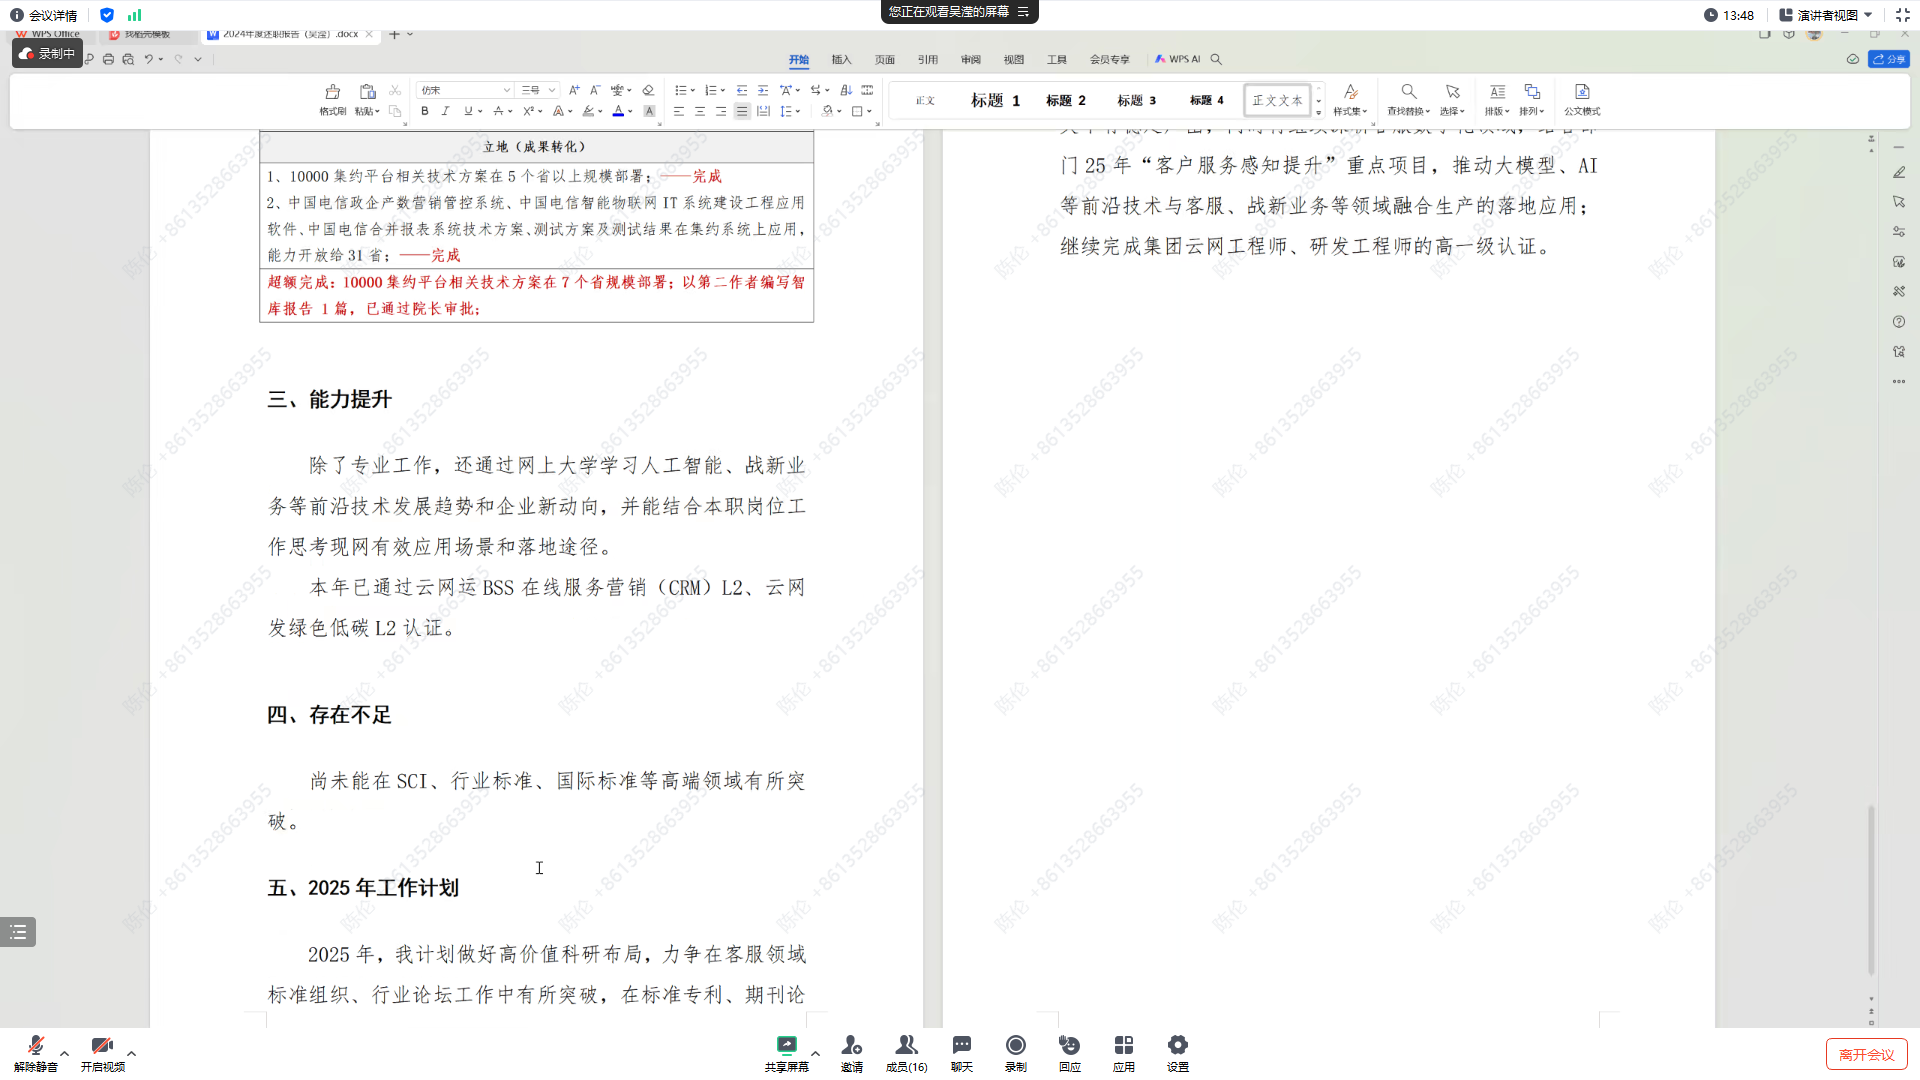 会议详情
您正在观看吴滢的屏幕
13:48
演讲者视图
WPS Office
找稻壳模板
2024年度述职报告（吴滢）.docx
录制中
开始
插入
页面
引用
审阅
视图
工具
会员专享
WPS AI
分享
格式刷
粘贴
仿宋
三号
正文
标题 1
标题 2
标题 3
标题 4
正文文本
样式集
查找替换
选择
排版
排列
公文模式
立地（成果转化）
1、10000 集约平台相关技术方案在 5 个省以上规模部署；——完成
2、中国电信政企产数营销管控系统、中国电信智能物联网 IT 系统建设工程应用
软件、中国电信合并报表系统技术方案、测试方案及测试结果在集约系统上应用，
能力开放给 31 省；——完成
超额完成：10000 集约平台相关技术方案在 7 个省规模部署；以第二作者编写智
库报告 1 篇，已通过院长审批；
三、能力提升
除了专业工作，还通过网上大学学习人工智能、战新业
务等前沿技术发展趋势和企业新动向，并能结合本职岗位工
作思考现网有效应用场景和落地途径。
本年已通过云网运 BSS 在线服务营销（CRM）L2、云网
发绿色低碳 L2 认证。
四、存在不足
尚未能在 SCI、行业标准、国际标准等高端领域有所突
破。
五、2025 年工作计划
2025 年，我计划做好高价值科研布局，力争在客服领域
标准组织、行业论坛工作中有所突破，在标准专利、期刊论
门 25 年“客户服务感知提升”重点项目，推动大模型、AI
等前沿技术与客服、战新业务等领域融合生产的落地应用；
继续完成集团云网工程师、研发工程师的高一级认证。
陈伦 +8613528663955
解除静音
开启视频
共享屏幕
邀请
成员(16)
聊天
录制
回应
应用
设置
离开会议